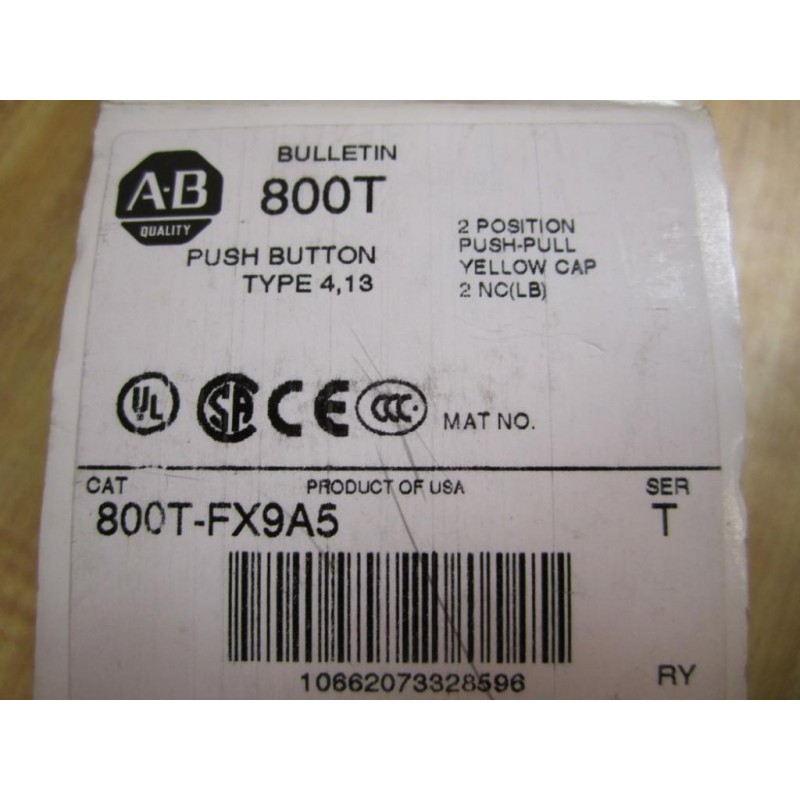 A-B
QUALITY
BULLETIN
800T
PUSH BUTTON
TYPE 4,13
2 POSITION
PUSH-PULL
YELLOW CAP
2 NC(LB)
UL
SA
CE
CCC
MAT NO.
CAT
PRODUCT OF USA
SER
800T-FX9A5
T
10662073328596
RY